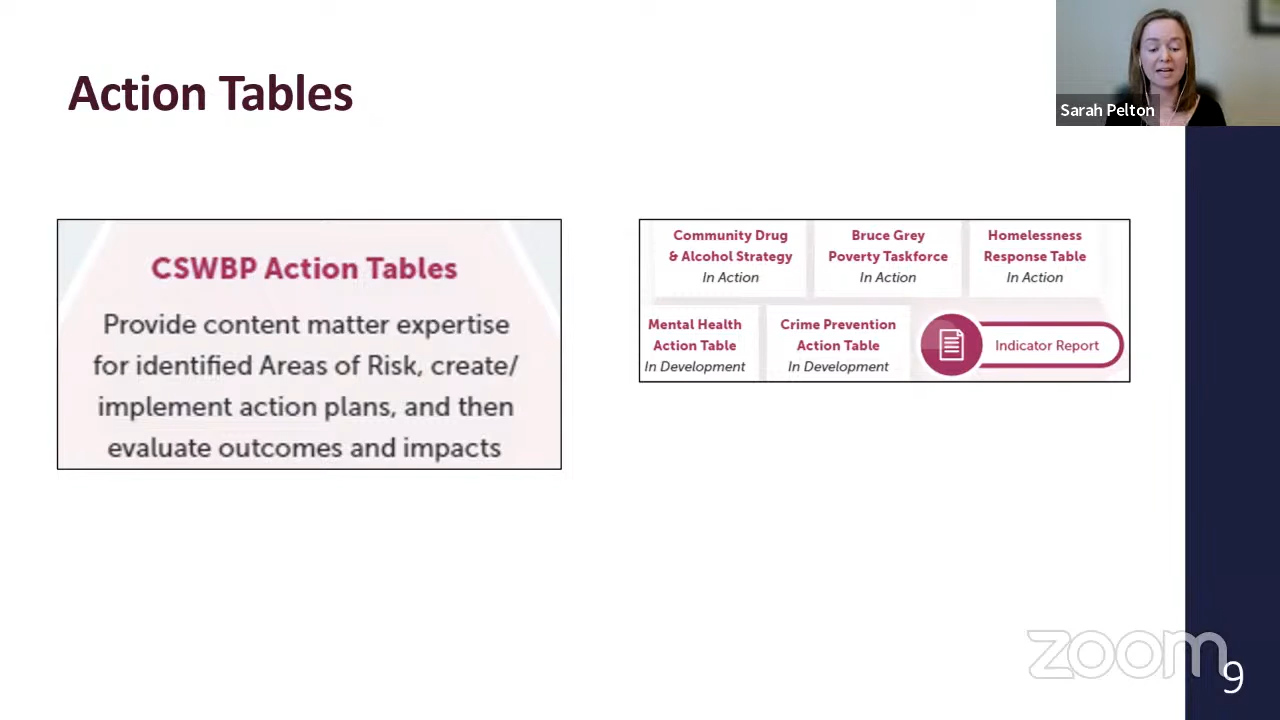 Action Tables
Sarah Pelton
CSWBP Action Tables
Provide content matter expertise
for identified Areas of Risk, create/
implement action plans, and then
evaluate outcomes and impacts
Community Drug
& Alcohol Strategy
In Action
Bruce Grey
Poverty Taskforce
In Action
Homelessness
Response Table
In Action
Mental Health
Action Table
In Development
Crime Prevention
Action Table
In Development
Indicator Report
zoom
9